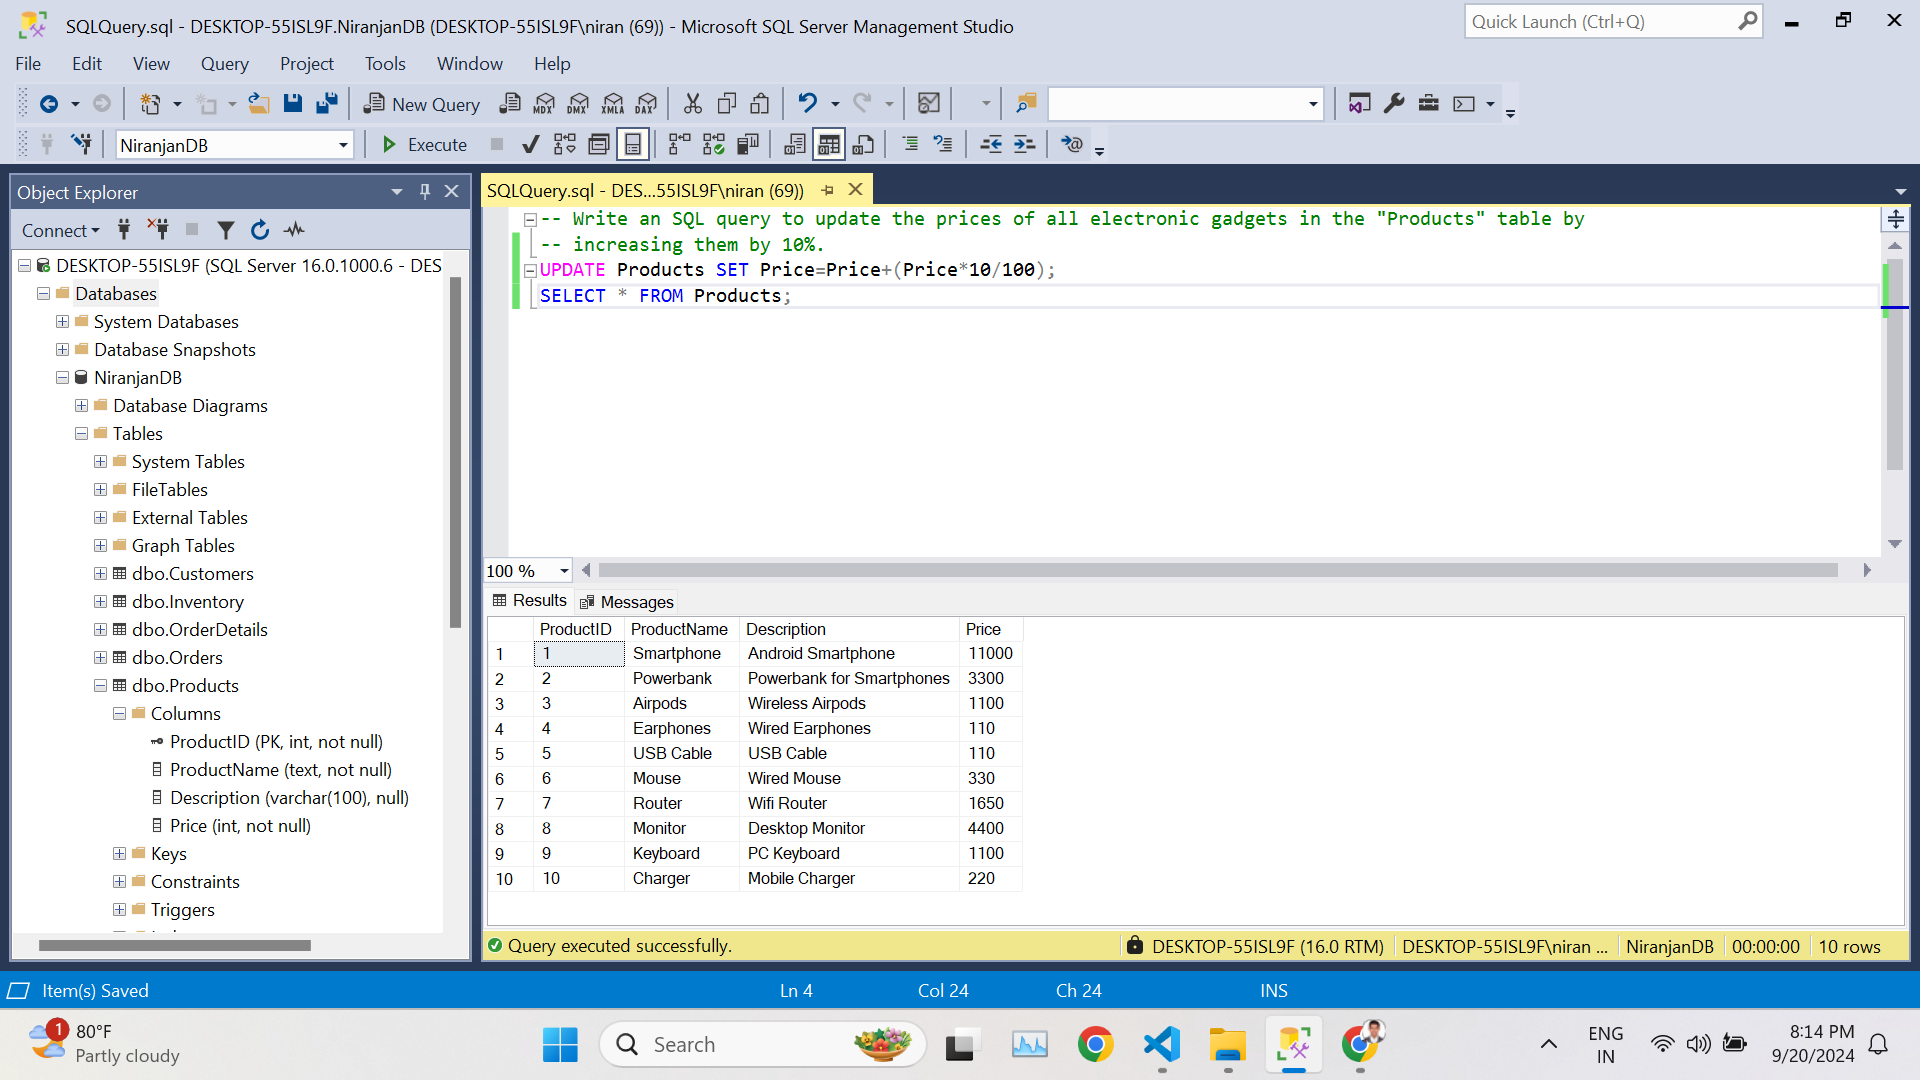 SQLQuery.sql - DESKTOP-55ISL9F.NiranjanDB (DESKTOP-55ISL9F\niran (69)) - Microsoft SQL Server Management Studio
Quick Launch (Ctrl+Q)
File Edit View Query Project Tools Window Help
New Query MDX DMX XMLA DAX
NiranjanDB Execute
Object Explorer
Connect
DESKTOP-55ISL9F (SQL Server 16.0.1000.6 - DES
Databases
System Databases
Database Snapshots
NiranjanDB
Database Diagrams
Tables
System Tables
FileTables
External Tables
Graph Tables
dbo.Customers
dbo.Inventory
dbo.OrderDetails
dbo.Orders
dbo.Products
Columns
ProductID (PK, int, not null)
ProductName (text, not null)
Description (varchar(100), null)
Price (int, not null)
Keys
Constraints
Triggers
SQLQuery.sql - DES...55ISL9F\niran (69))
-- Write an SQL query to update the prices of all electronic gadgets in the "Products" table by
-- increasing them by 10%.
UPDATE Products SET Price=Price+(Price*10/100);
SELECT * FROM Products;
100 %
Results Messages
ProductID ProductName Description Price
1 1 Smartphone Android Smartphone 11000
2 2 Powerbank Powerbank for Smartphones 3300
3 3 Airpods Wireless Airpods 1100
4 4 Earphones Wired Earphones 110
5 5 USB Cable USB Cable 110
6 6 Mouse Wired Mouse 330
7 7 Router Wifi Router 1650
8 8 Monitor Desktop Monitor 4400
9 9 Keyboard PC Keyboard 1100
10 10 Charger Mobile Charger 220
Query executed successfully. DESKTOP-55ISL9F (16.0 RTM) DESKTOP-55ISL9F\niran ... NiranjanDB 00:00:00 10 rows
Item(s) Saved Ln 4 Col 24 Ch 24 INS
1 80°F
Partly cloudy
Search
ENG
IN
8:14 PM
9/20/2024